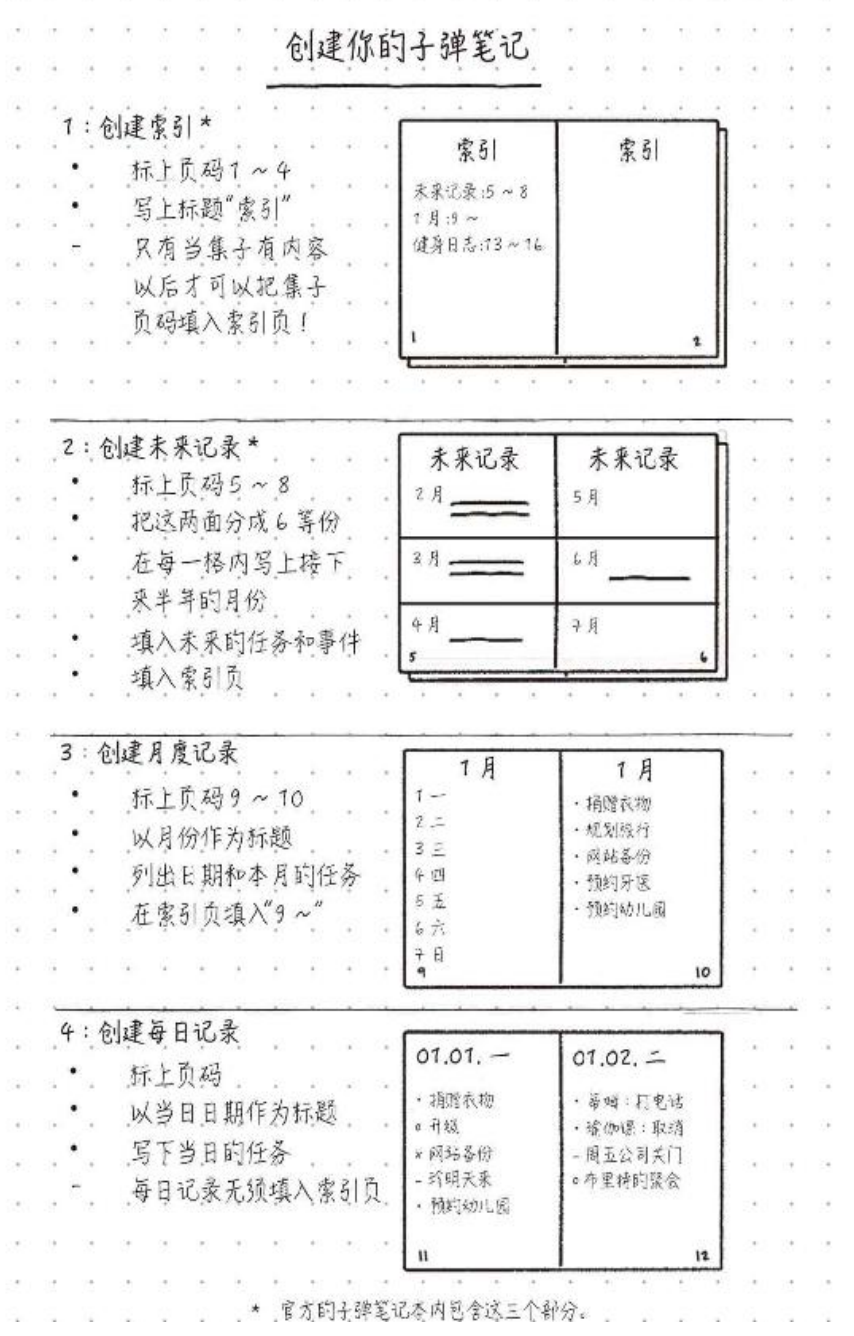 创建你的子弹笔记
1：创建索引*
• 标上页码1 ~ 4
• 写上标题“索引”
- 只有当集子有内容
以后才可以把集子
页码填入索引页！
索引
未来记录:5 ~ 8
1月:9 ~
健身日志:13 ~ 16
1
索引
2
2：创建未来记录*
• 标上页码5 ~ 8
• 把这两面分成6等份
• 在每一格内写上接下
来半年的月份
• 填入未来的任务和事件
• 填入索引页
未来记录
2月
3月
4月
5
未来记录
5月
6月
7月
6
3：创建月度记录
• 标上页码9 ~ 10
• 以月份作为标题
• 列出日期和本月的任务
• 在索引页填入“9 ~”
1月
1 一
2 二
3 三
4 四
5 五
6 六
7 日
9
1月
· 捐赠衣物
· 规划旅行
· 网站备份
· 预约牙医
· 预约幼儿园
10
4：创建每日记录
• 标上页码
• 以当日日期作为标题
• 写下当日的任务
- 每日记录无须填入索引页
01.01. 一
· 捐赠衣物
o 升级
× 网站备份
- 玲明天来
· 预约幼儿园
11
01.02. 二
· 蒂姆：打电话
· 瑜伽课：取消
- 周五公司关门
o 布里特的聚会
12
* 官方的子弹笔记本内包含这三个部分。